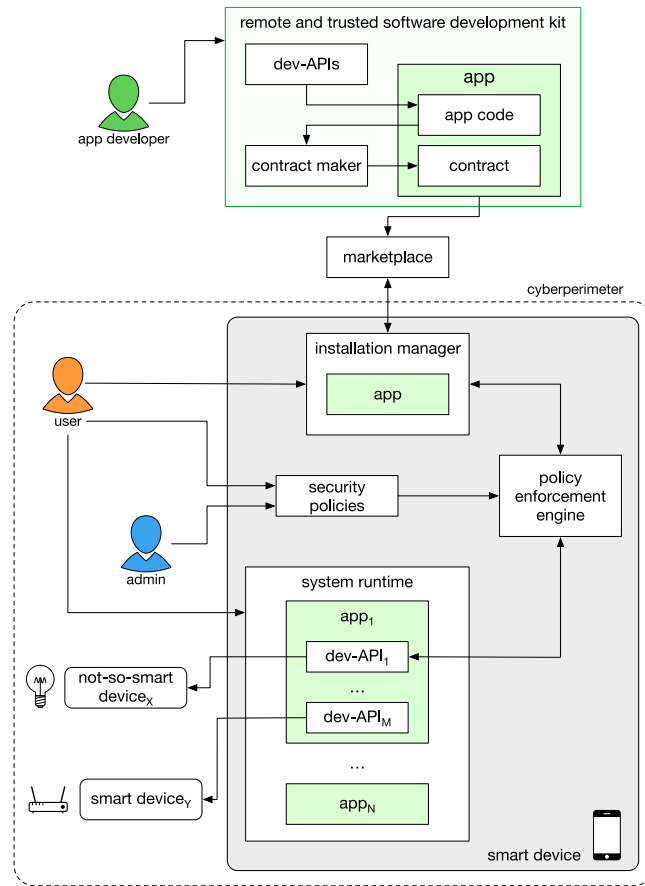 remote and trusted software development kit
dev-APIs
app
app code
app developer
contract maker
contract
marketplace
cyberperimeter
installation manager
app
user
security
policies
policy
enforcement
engine
admin
system runtime
app₁
dev-API₁
not-so-smart
deviceX
...
dev-APIM
smart deviceY
...
appN
smart device